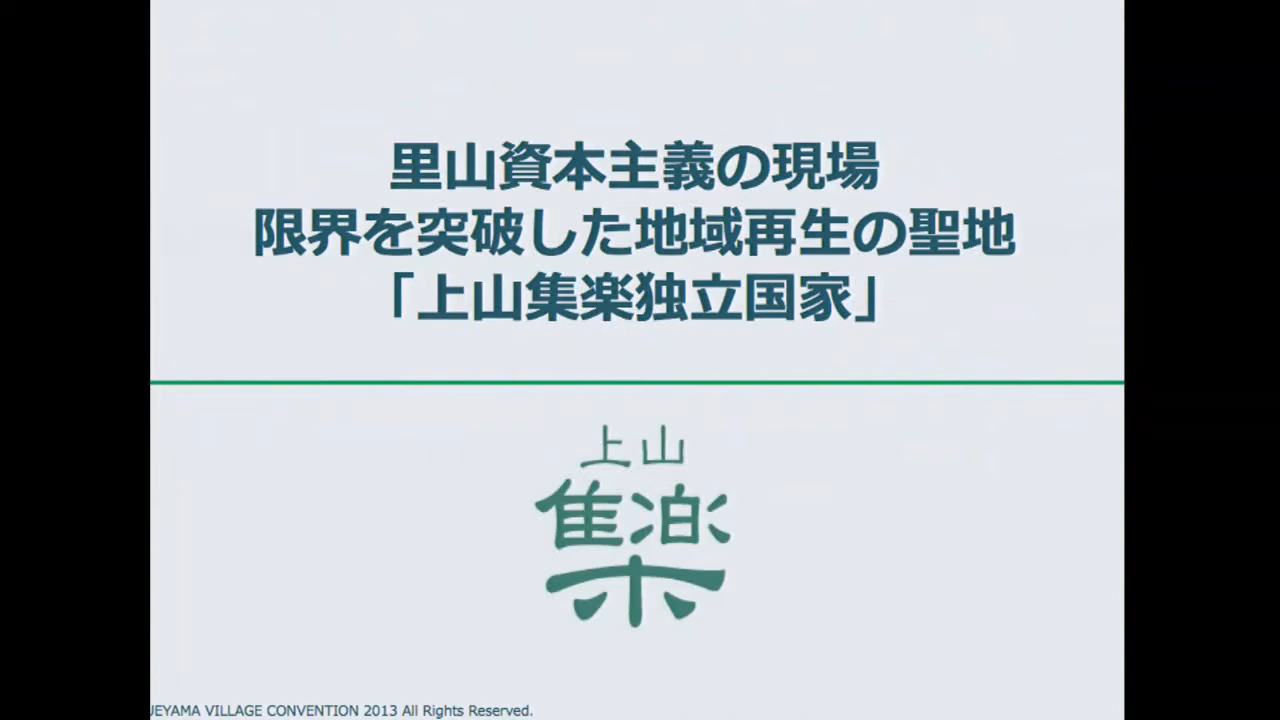 里山資本主義の現場
限界を突破した地域再生の聖地
「上山集楽独立国家」
上山
集楽
UEYAMA VILLAGE CONVENTION 2013 All Rights Reserved.